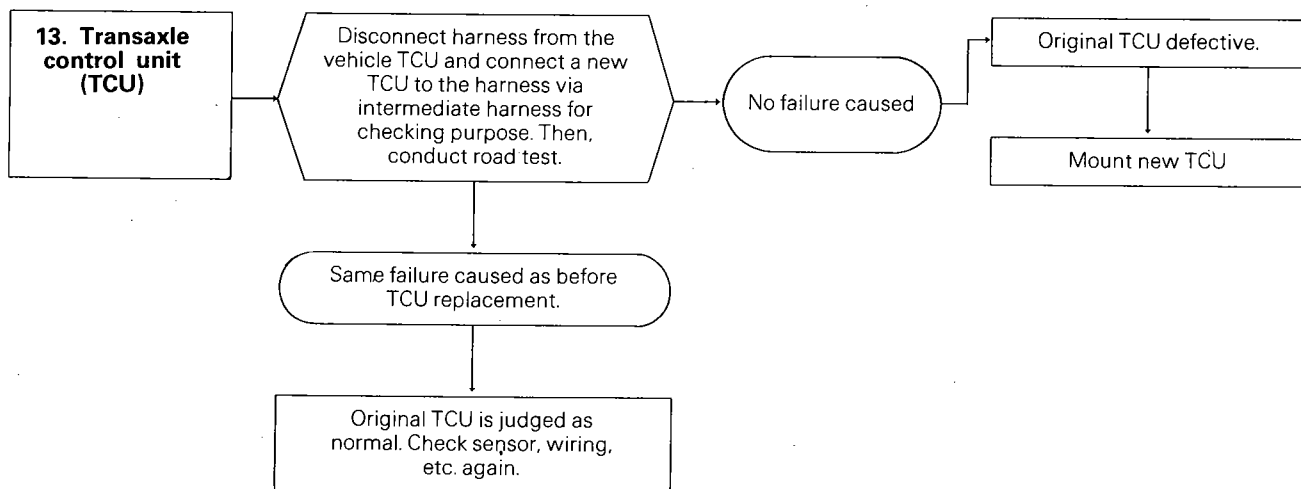 13. Transaxle
control unit
(TCU)
Disconnect harness from the
vehicle TCU and connect a new
TCU to the harness via
intermediate harness for
checking purpose. Then,
conduct road test.
No failure caused
Original TCU defective.
Mount new TCU
Same failure caused as before
TCU replacement.
Original TCU is judged as
normal. Check sensor, wiring,
etc. again.